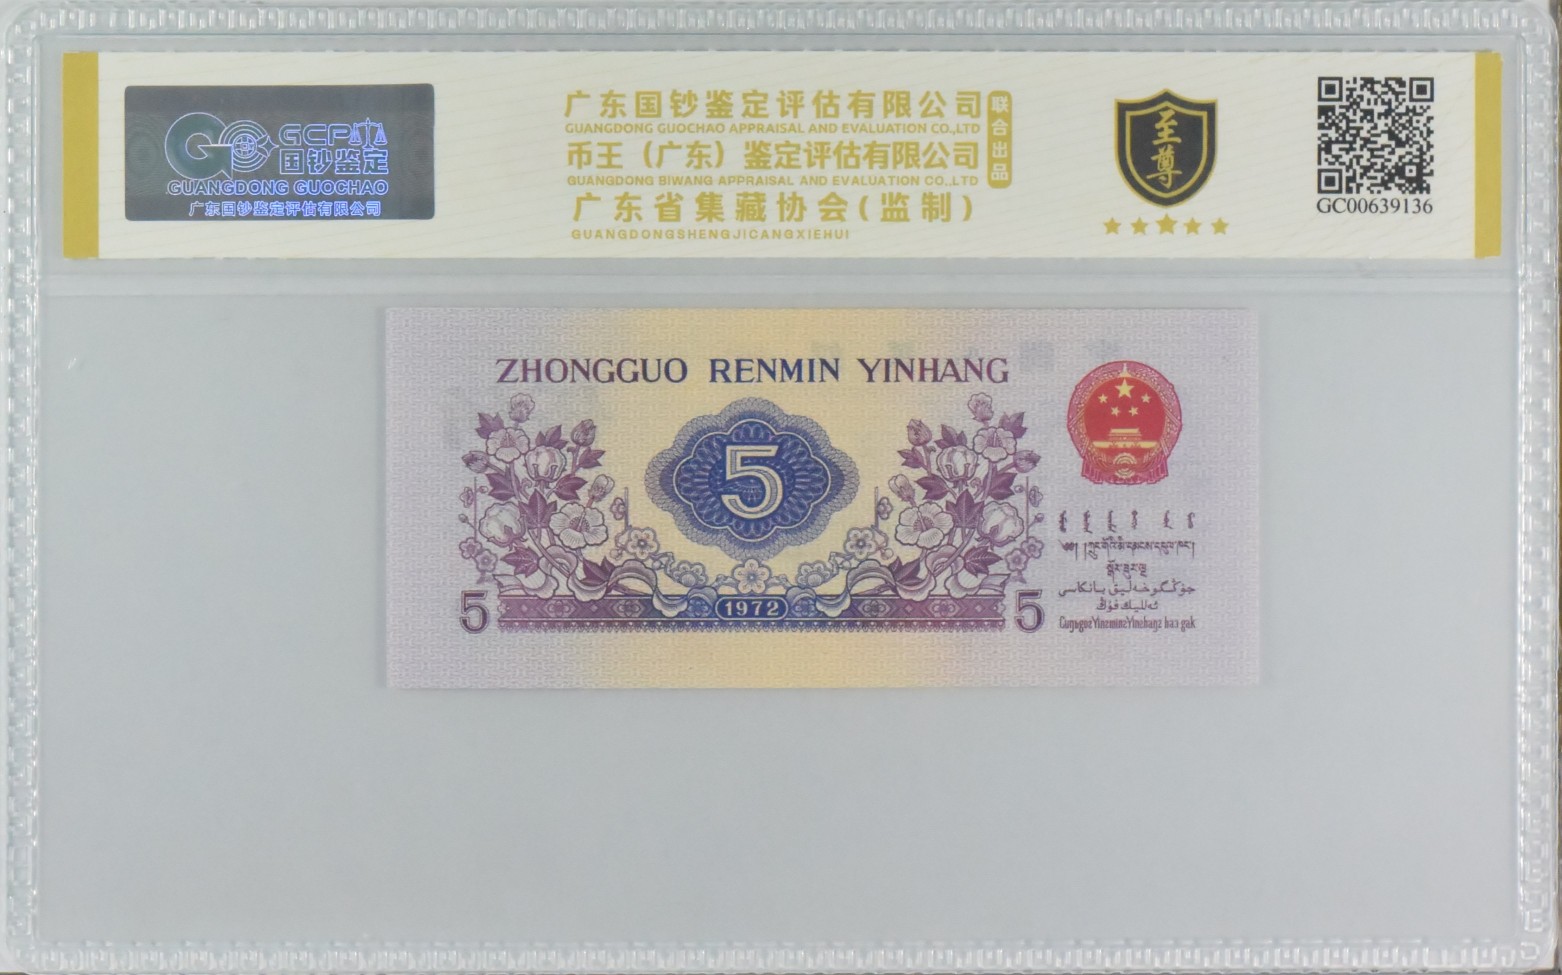 GCP
国钞鉴定
GUANGDONG GUOCHAO
广东国钞鉴定评估有限公司
广东国钞鉴定评估有限公司
GUANGDONG GUOCHAO APPRAISAL AND EVALUATION CO.,LTD
币王（广东）鉴定评估有限公司
GUANGDONG BIWANG APPRAISAL AND EVALUATION CO.,LTD
广东省集藏协会(监制)
GUANGDONGSHENGJICANGXIEHUI
联合出品
至尊
GC00639136
ZHONGGUO RENMIN YINHANG
5
1972
5
5
جۇڭگو خەلىق بانكىسى